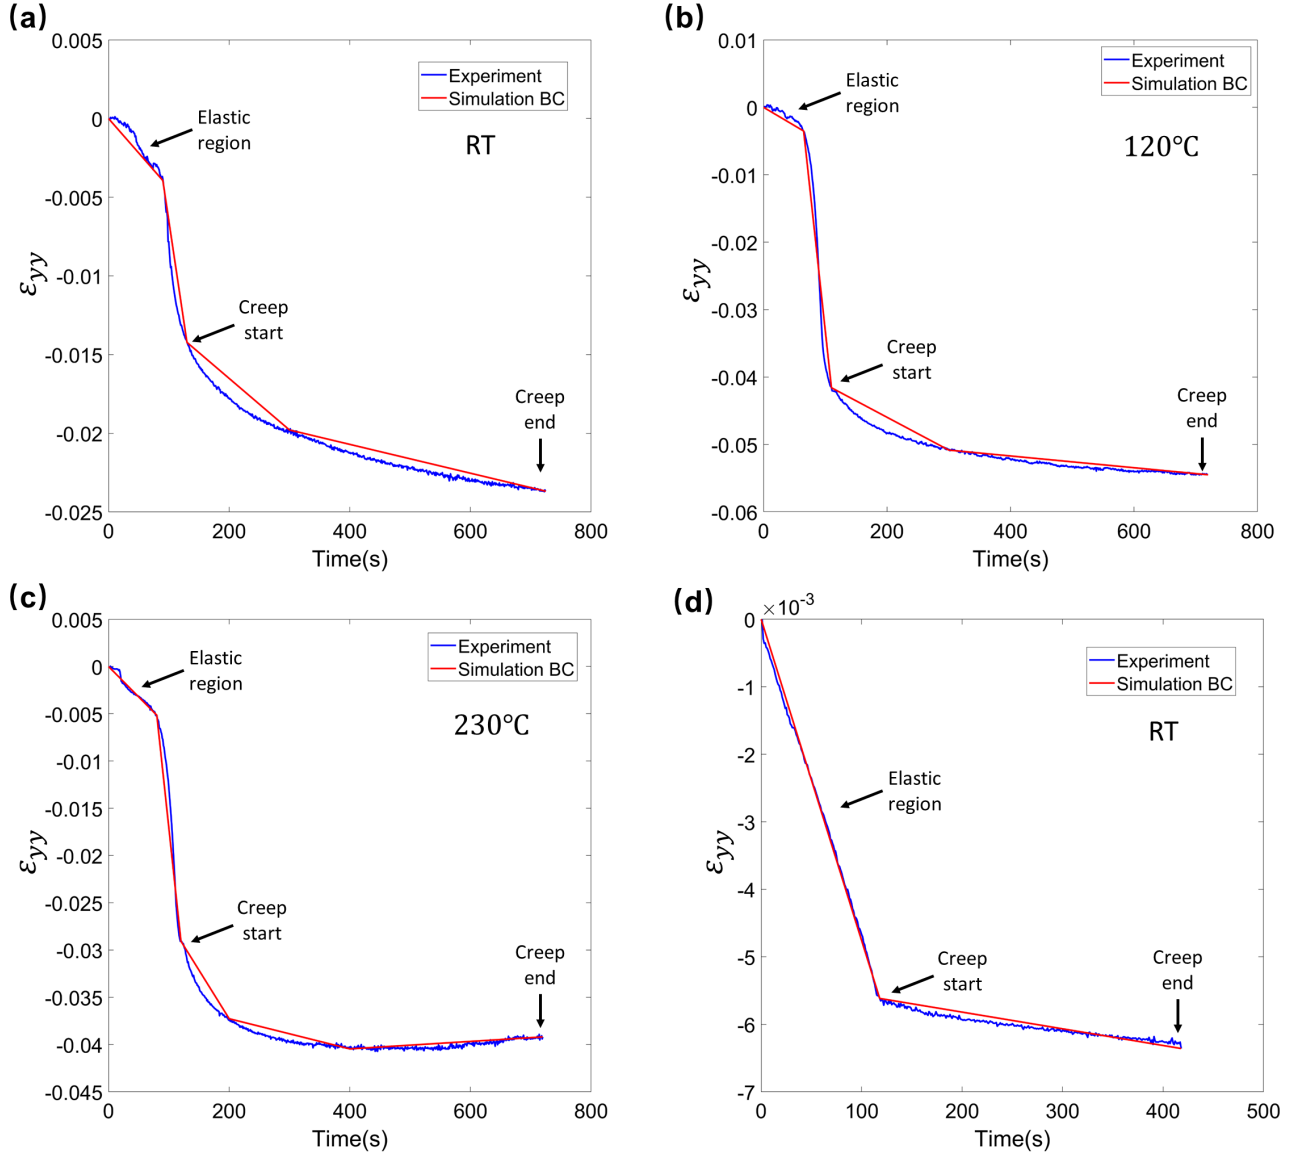 (a)
0.005
0
-0.005
-0.01
-0.015
-0.02
-0.025
0
200
400
600
800
Time(s)
εyy
Experiment
Simulation BC
RT
Elastic
region
Creep
start
Creep
end
(b)
0.01
0
-0.01
-0.02
-0.03
-0.04
-0.05
-0.06
0
200
400
600
800
Time(s)
εyy
Experiment
Simulation BC
120℃
Elastic
region
Creep
start
Creep
end
(c)
0.005
0
-0.005
-0.01
-0.015
-0.02
-0.025
-0.03
-0.035
-0.04
-0.045
0
200
400
600
800
Time(s)
εyy
Experiment
Simulation BC
230℃
Elastic
region
Creep
start
Creep
end
(d)
×10⁻³
0
-1
-2
-3
-4
-5
-6
-7
0
100
200
300
400
500
Time(s)
εyy
Experiment
Simulation BC
RT
Elastic
region
Creep
start
Creep
end